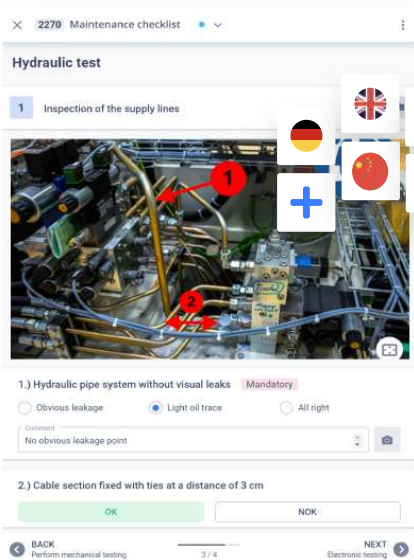 2270 Maintenance checklist
Hydraulic test
1 Inspection of the supply lines
1
2
1.) Hydraulic pipe system without visual leaks Mandatory
Obvious leakage Light oil trace All right
Comment
No obvious leakage point
2.) Cable section fixed with ties at a distance of 3 cm
OK NOK
BACK NEXT
Perform mechanical testing 3/4 Electronic testing